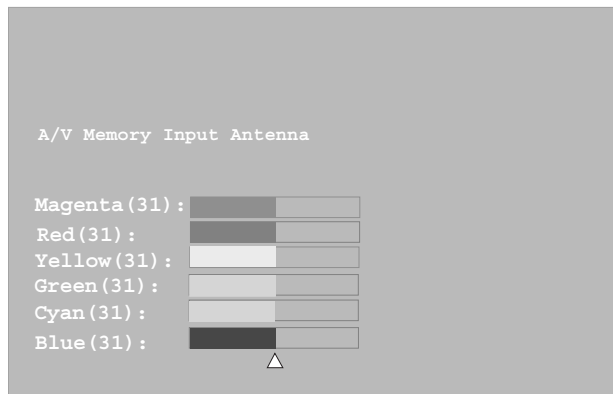 A/V Memory Input Antenna
Magenta(31):
Red(31):
Yellow(31):
Green(31):
Cyan(31):
Blue(31):